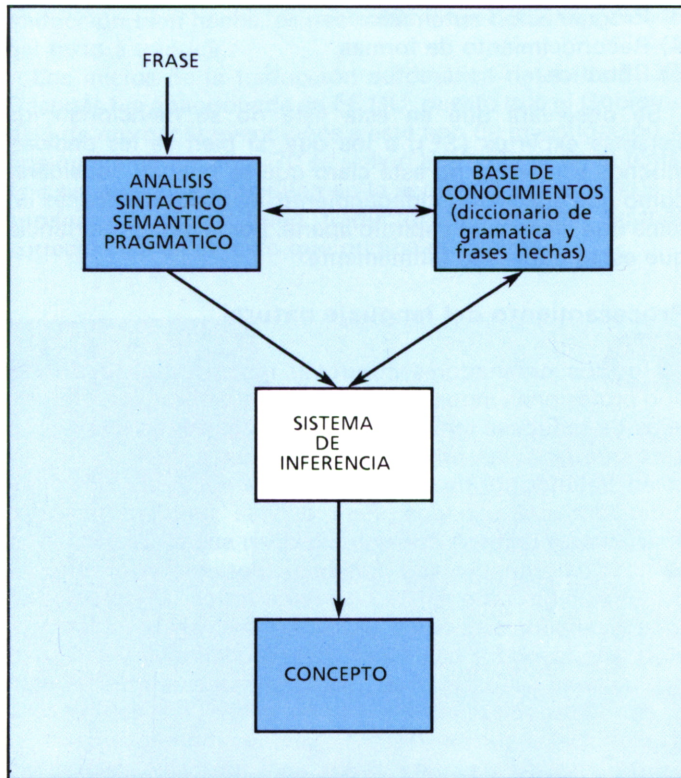 FRASE
ANALISIS
SINTACTICO
SEMANTICO
PRAGMATICO
BASE DE
CONOCIMIENTOS
(diccionario de
gramatica y
frases hechas)
SISTEMA
DE
INFERENCIA
CONCEPTO